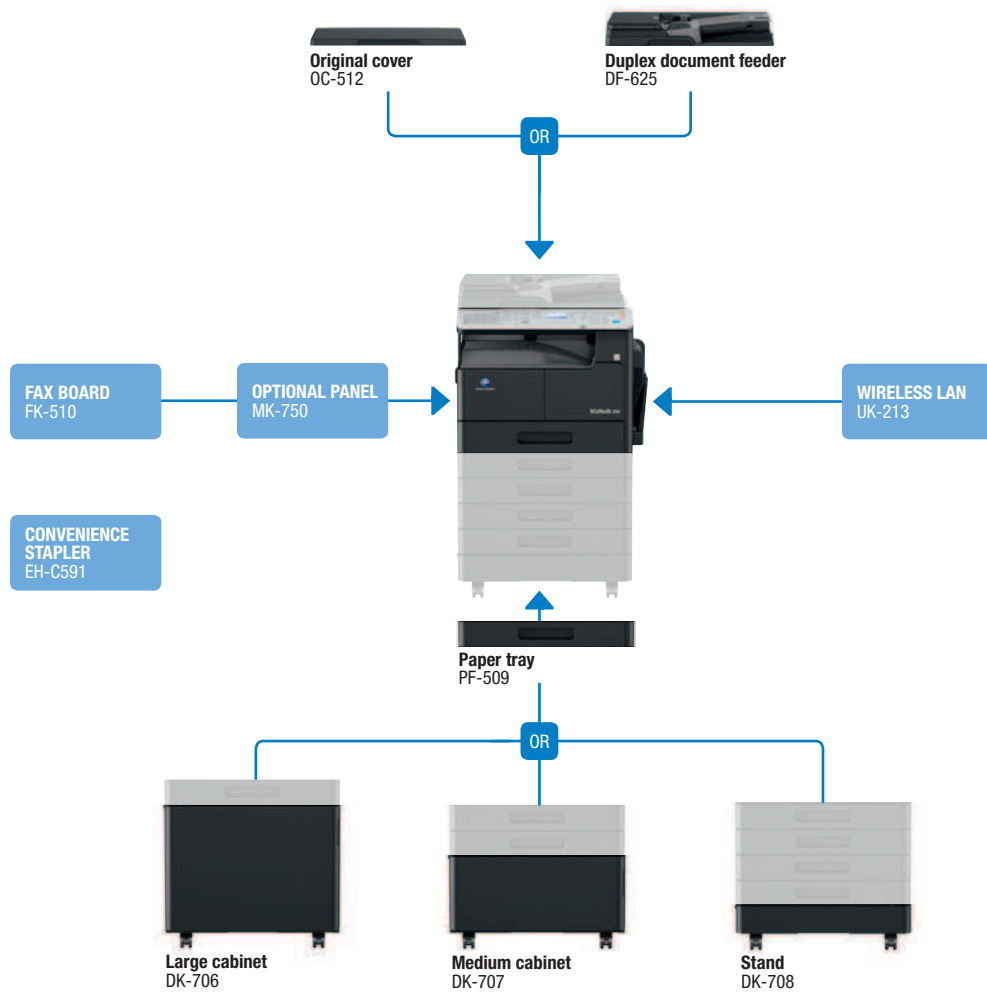 Original cover
OC-512
Duplex document feeder
DF-625
OR
FAX BOARD
FK-510
OPTIONAL PANEL
MK-750
WIRELESS LAN
UK-213
CONVENIENCE
STAPLER
EH-C591
Paper tray
PF-509
OR
Large cabinet
DK-706
Medium cabinet
DK-707
Stand
DK-708